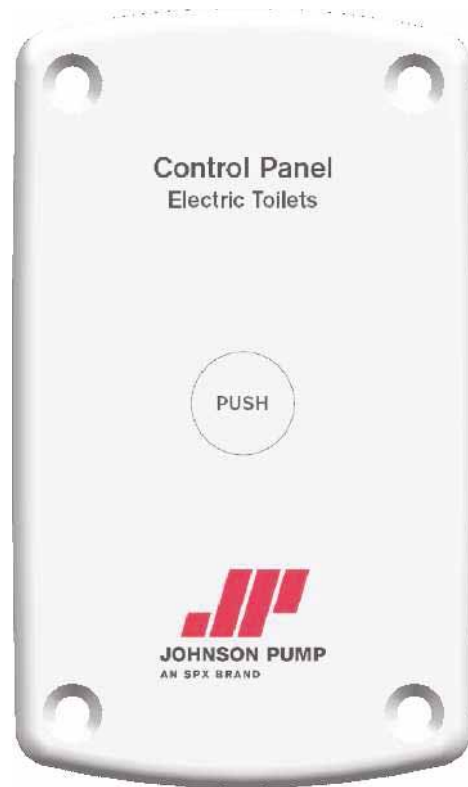 Control Panel
Electric Toilets
PUSH
JOHNSON PUMP
AN SPX BRAND